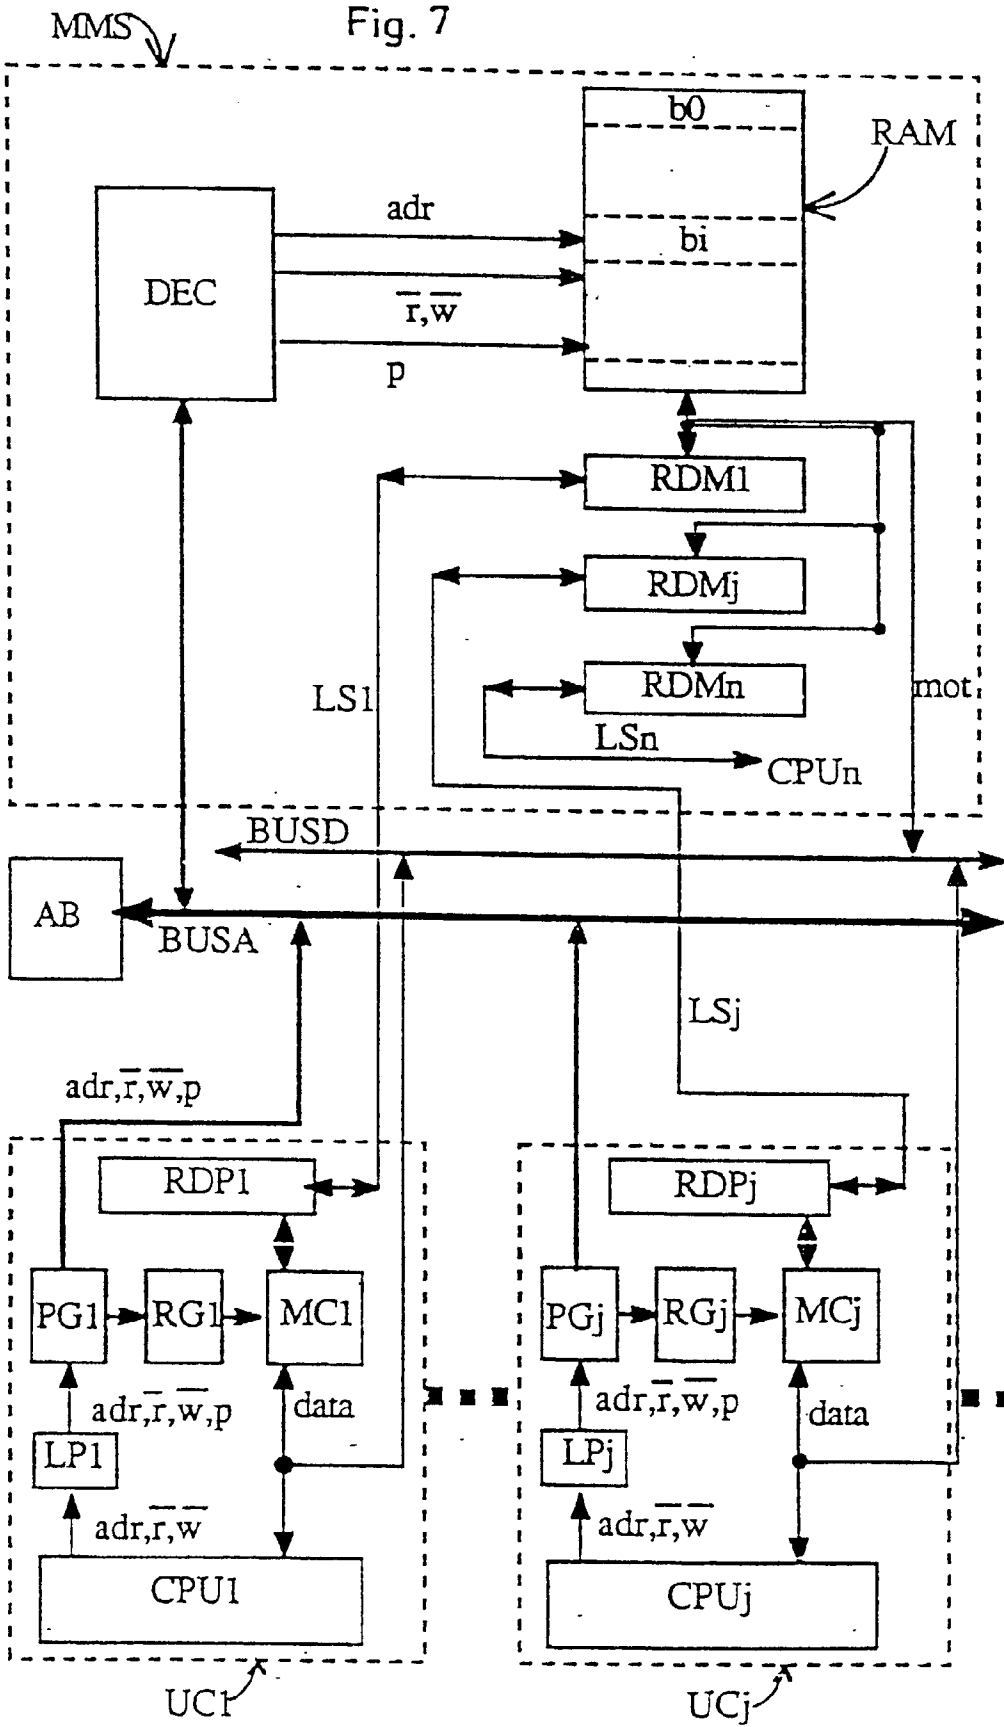 Fig. 7
MMS
b0
RAM
adr
bi
DEC
r̅,w̅
p
RDM1
RDMj
RDMn
LS1
mot
LSn
CPUn
BUSD
AB
BUSA
LSj
adr,r̅,w̅,p
RDP1
RDPj
PG1
RG1
MC1
PGj
RGj
MCj
adr,r̅,w̅,p
data
adr,r̅,w̅,p
data
LP1
LPj
adr,r̅,w̅
adr,r̅,w̅
CPU1
CPUj
UC1
UCj